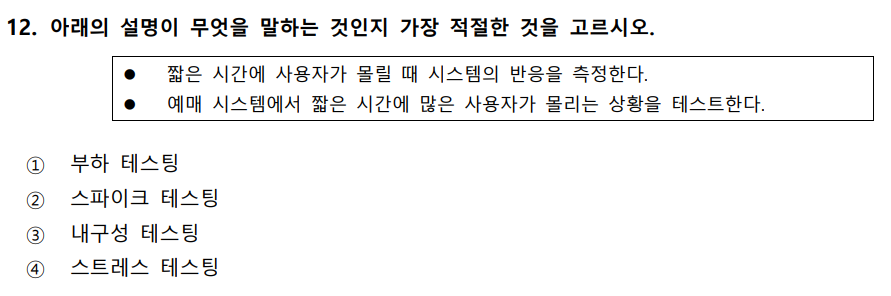 12. 아래의 설명이 무엇을 말하는 것인지 가장 적절한 것을 고르시오.
● 짧은 시간에 사용자가 몰릴 때 시스템의 반응을 측정한다.
● 예매 시스템에서 짧은 시간에 많은 사용자가 몰리는 상황을 테스트한다.
① 부하 테스팅
② 스파이크 테스팅
③ 내구성 테스팅
④ 스트레스 테스팅